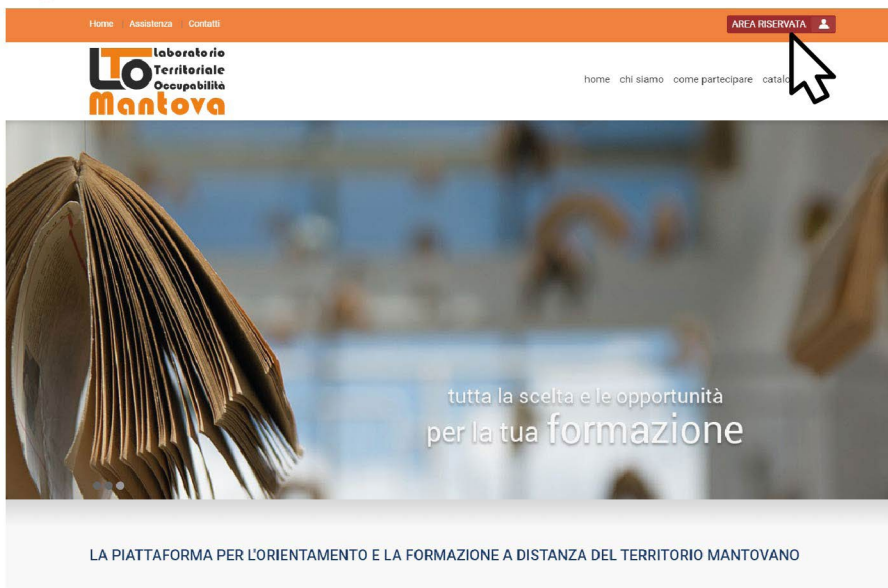 Home Assistenza Contatti
AREA RISERVATA
Laboratorio
Territoriale
Occupabilità
LTO
Mantova
home chi siamo come partecipare
tutta la scelta e le opportunità
per la tua formazione
LA PIATTAFORMA PER L'ORIENTAMENTO E LA FORMAZIONE A DISTANZA DEL TERRITORIO MANTOVANO